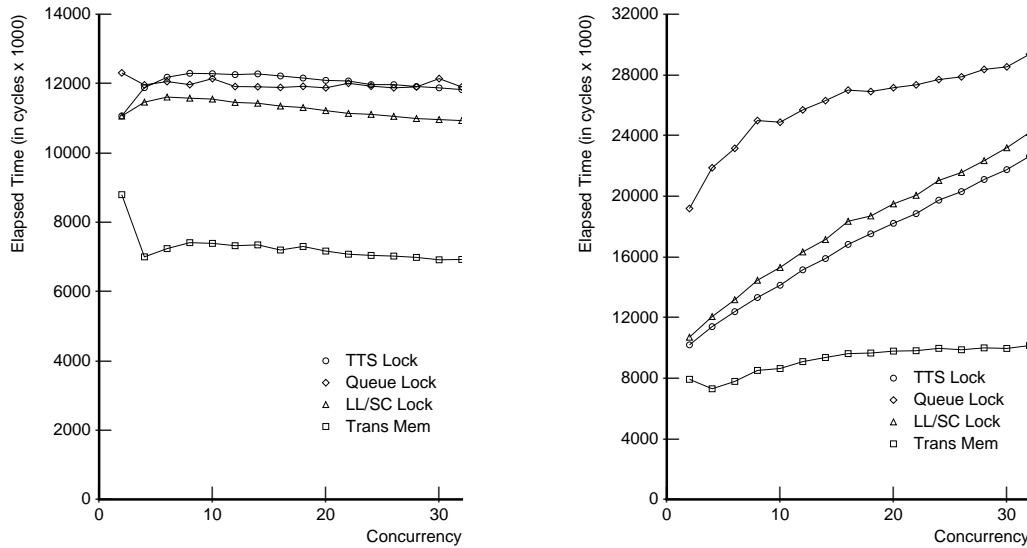 Elapsed Time (in cycles x 1000)
14000
12000
10000
8000
6000
4000
2000
0
TTS Lock
Queue Lock
LL/SC Lock
Trans Mem
0
10
20
30
Concurrency
Elapsed Time (in cycles x 1000)
32000
28000
24000
20000
16000
12000
8000
4000
0
TTS Lock
Queue Lock
LL/SC Lock
Trans Mem
0
10
20
30
Concurrency